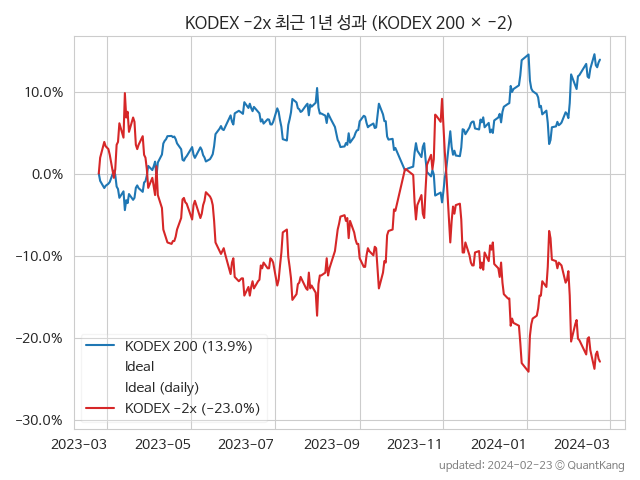 KODEX -2x 최근 1년 성과 (KODEX 200 × -2)
10.0%
0.0%
-10.0%
-20.0%
-30.0%
KODEX 200 (13.9%)
Ideal
Ideal (daily)
KODEX -2x (-23.0%)
2023-03 2023-05 2023-07 2023-09 2023-11 2024-01 2024-03
updated: 2024-02-23 © QuantKang